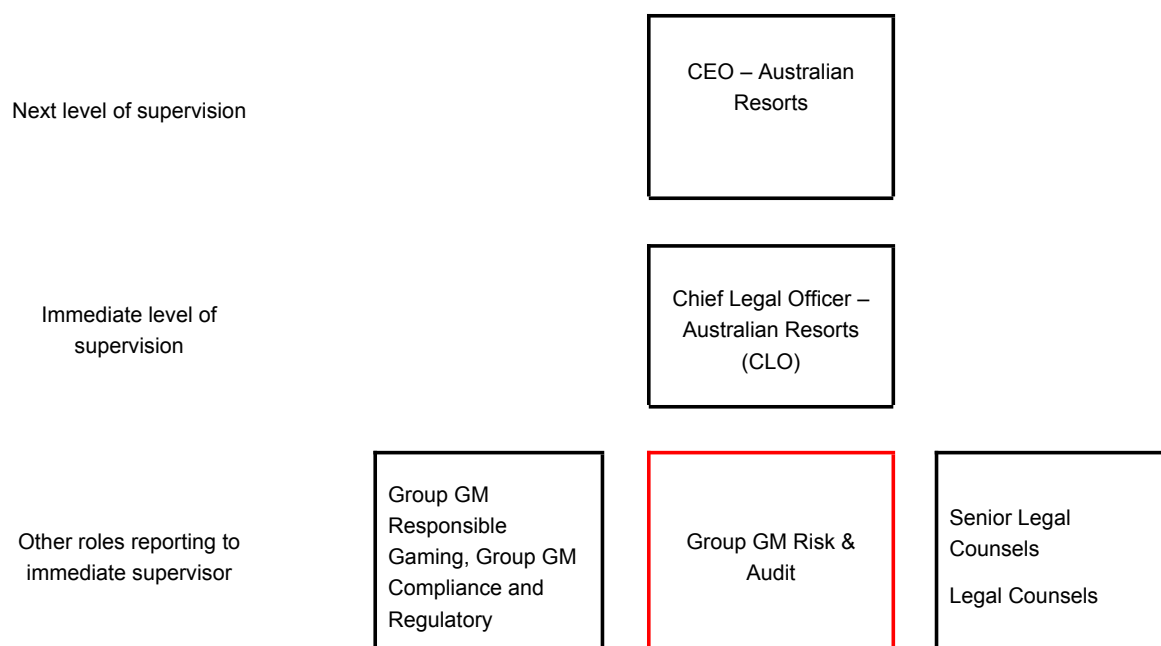 Next level of supervision
CEO – Australian
Resorts
Immediate level of
supervision
Chief Legal Officer –
Australian Resorts
(CLO)
Other roles reporting to
immediate supervisor
Group GM
Responsible
Gaming, Group GM
Compliance and
Regulatory
Group GM Risk &
Audit
Senior Legal
Counsels
Legal Counsels